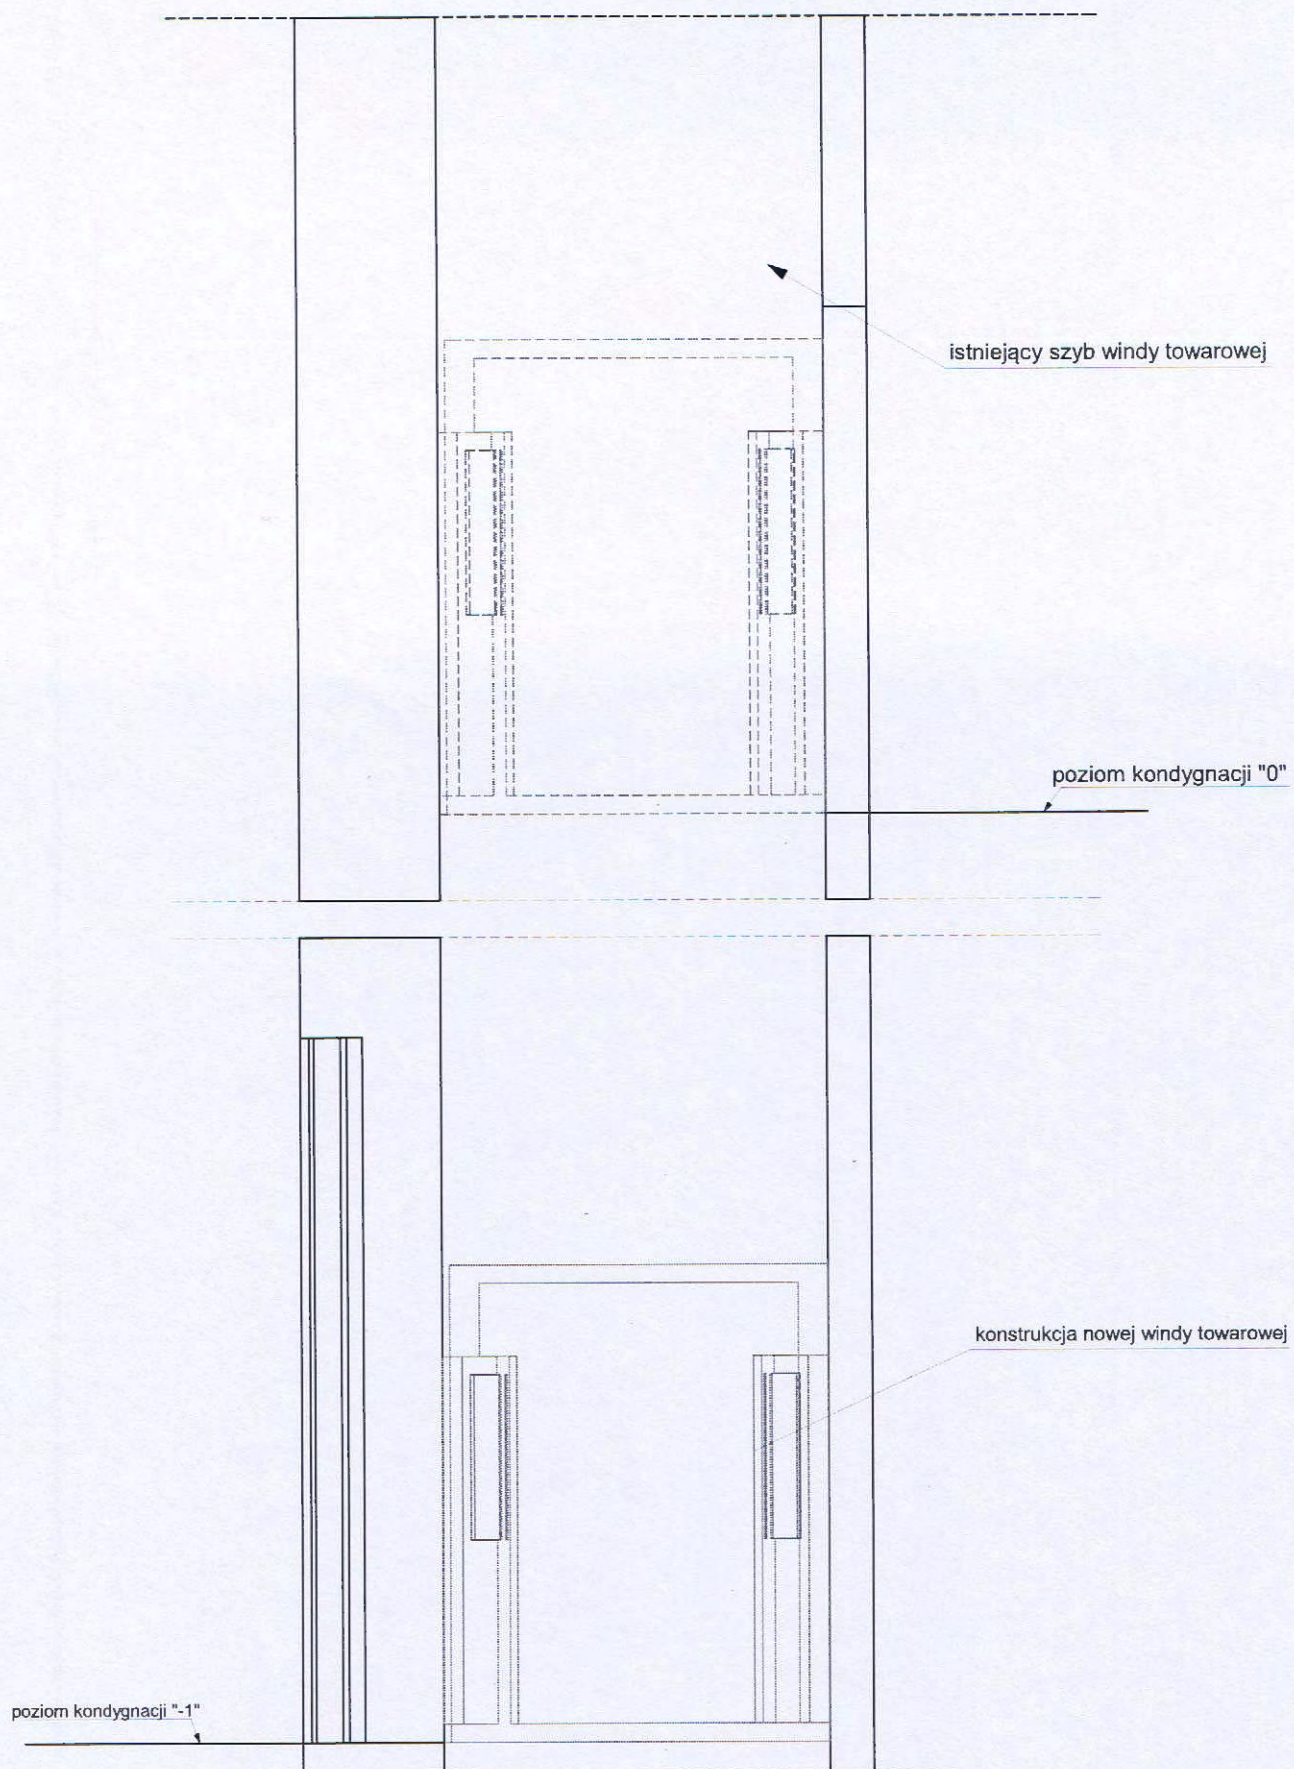 istniejący szyb windy towarowej
poziom kondygnacji "0"
konstrukcja nowej windy towarowej
poziom kondygnacji "-1"